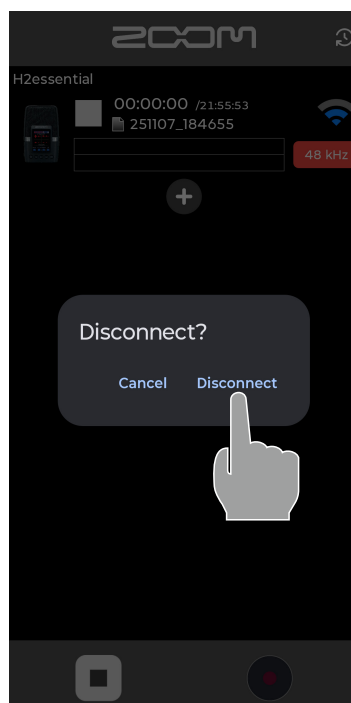 ZOOM
H2essential
00:00:00 /21:55:53
251107_184655
48 kHz
Disconnect?
Cancel Disconnect